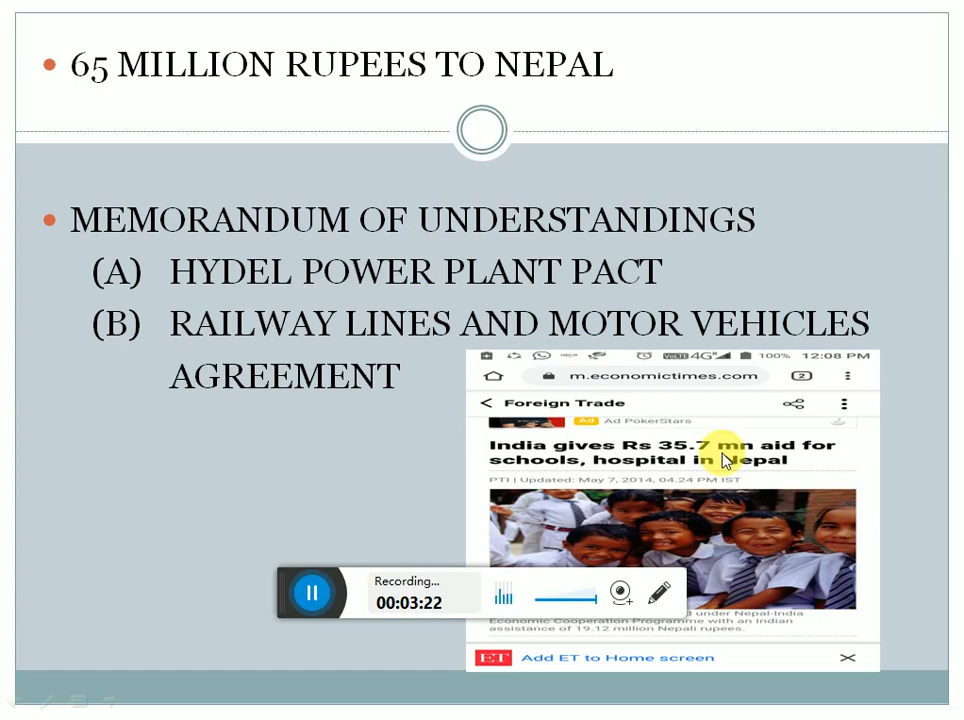 65 MILLION RUPEES TO NEPAL
MEMORANDUM OF UNDERSTANDINGS
(A) HYDEL POWER PLANT PACT
(B) RAILWAY LINES AND MOTOR VEHICLES
AGREEMENT
VoLTE 4G 100% 12:08 PM
m.economictimes.com 2
Foreign Trade
Ad Ad PokerStars
India gives Rs 35.7 mn aid for
schools, hospital in Nepal
PTI | Updated: May 7, 2014, 04.24 PM IST
Recording...
00:03:22
under Nepal-India
Economic Cooperation Programme with an Indian
assistance of 19.12 million Nepali rupees.
ET Add ET to Home screen